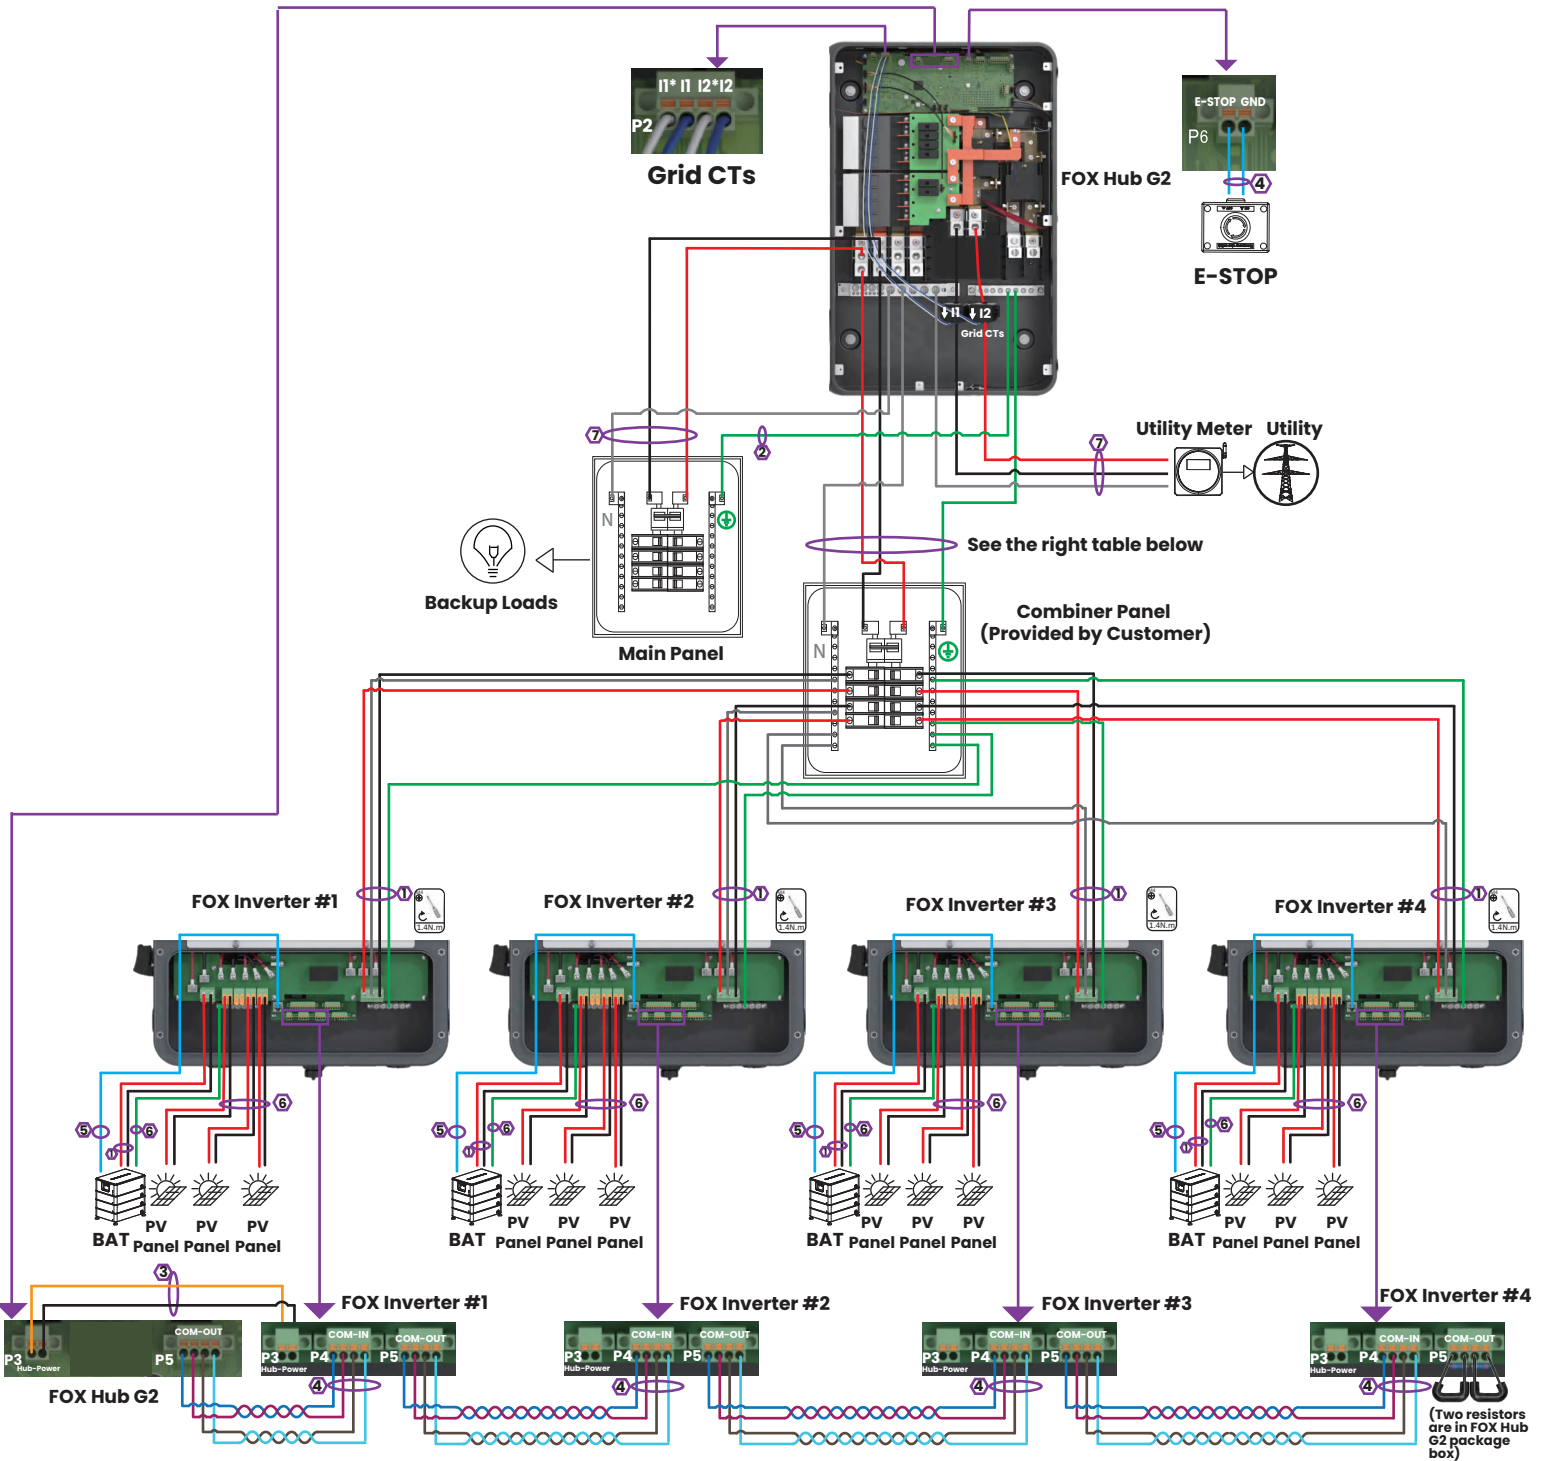 I1* I1 I2* I2
P2
Grid CTs
FOX Hub G2
E-STOP GND
P6
4
E-STOP
I1 I2
Grid CTs
7
2
Utility Meter Utility
7
N
See the right table below
Backup Loads
Main Panel
Combiner Panel
(Provided by Customer)
N
FOX Inverter #1
1
1.4N.m
FOX Inverter #2
1
1.4N.m
FOX Inverter #3
1
1.4N.m
FOX Inverter #4
1
1.4N.m
5
1
6
6
BAT
PV
Panel
PV
Panel
PV
Panel
5
1
6
6
BAT
PV
Panel
PV
Panel
PV
Panel
5
1
6
6
BAT
PV
Panel
PV
Panel
PV
Panel
5
1
6
6
BAT
PV
Panel
PV
Panel
PV
Panel
3
FOX Inverter #1
FOX Inverter #2
FOX Inverter #3
FOX Inverter #4
P3
Hub-Power
COM-OUT
P5
FOX Hub G2
P3
Hub-Power
COM-IN
P4
COM-OUT
P5
4
P3
Hub-Power
COM-IN
P4
COM-OUT
P5
4
P3
Hub-Power
COM-IN
P4
COM-OUT
P5
4
P3
Hub-Power
COM-IN
P4
COM-OUT
P5
4
(Two resistors
are in FOX Hub
G2 package
box)